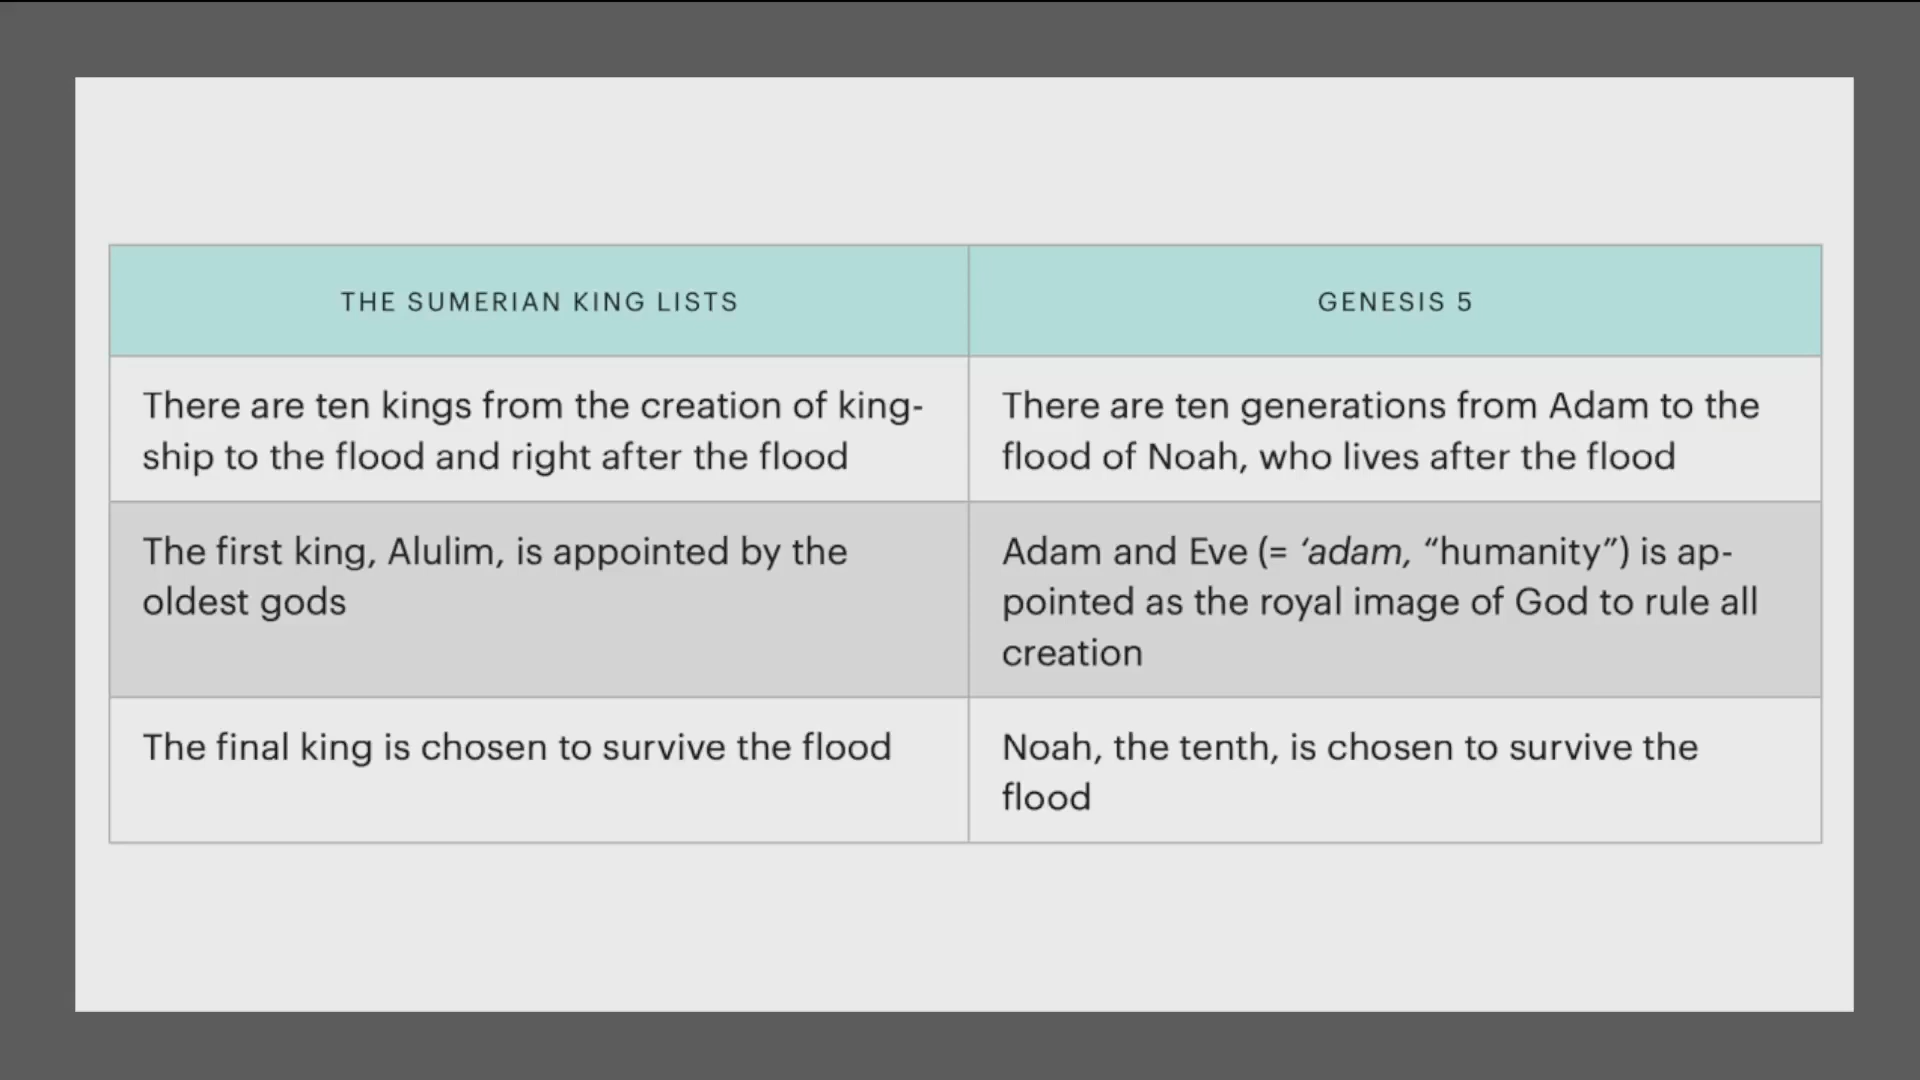 THE SUMERIAN KING LISTS
GENESIS 5
There are ten kings from the creation of king-
ship to the flood and right after the flood
There are ten generations from Adam to the
flood of Noah, who lives after the flood
The first king, Alulim, is appointed by the
oldest gods
Adam and Eve (= ‘adam, “humanity”) is ap-
pointed as the royal image of God to rule all
creation
The final king is chosen to survive the flood
Noah, the tenth, is chosen to survive the
flood